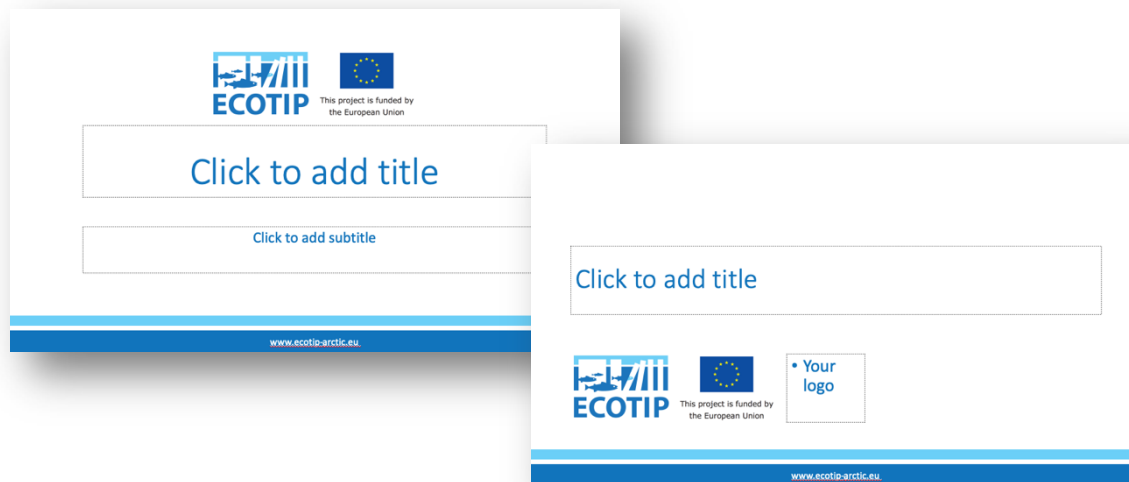 ECOTIP
This project is funded by
the European Union
Click to add title
Click to add subtitle
www.ecotip-arctic.eu
Click to add title
ECOTIP
This project is funded by
the European Union
• Your
logo
www.ecotip-arctic.eu